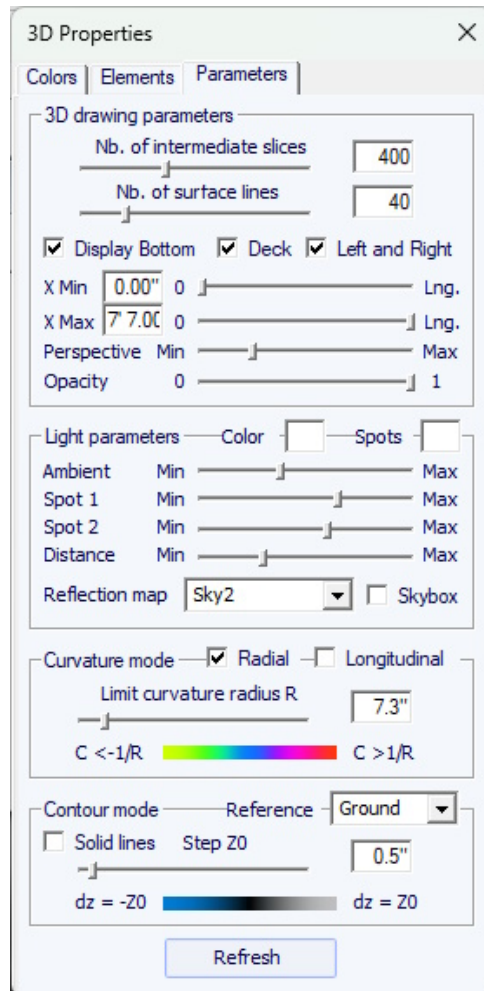 3D Properties
Colors Elements Parameters
3D drawing parameters
Nb. of intermediate slices 400
Nb. of surface lines 40
Display Bottom Deck Left and Right
X Min 0.00" 0 Lng.
X Max 7' 7.00 0 Lng.
Perspective Min Max
Opacity 0 1
Light parameters Color Spots
Ambient Min Max
Spot 1 Min Max
Spot 2 Min Max
Distance Min Max
Reflection map Sky2 Skybox
Curvature mode Radial Longitudinal
Limit curvature radius R 7.3"
C <-1/R C >1/R
Contour mode Reference Ground
Solid lines Step Z0 0.5"
dz = -Z0 dz = Z0
Refresh